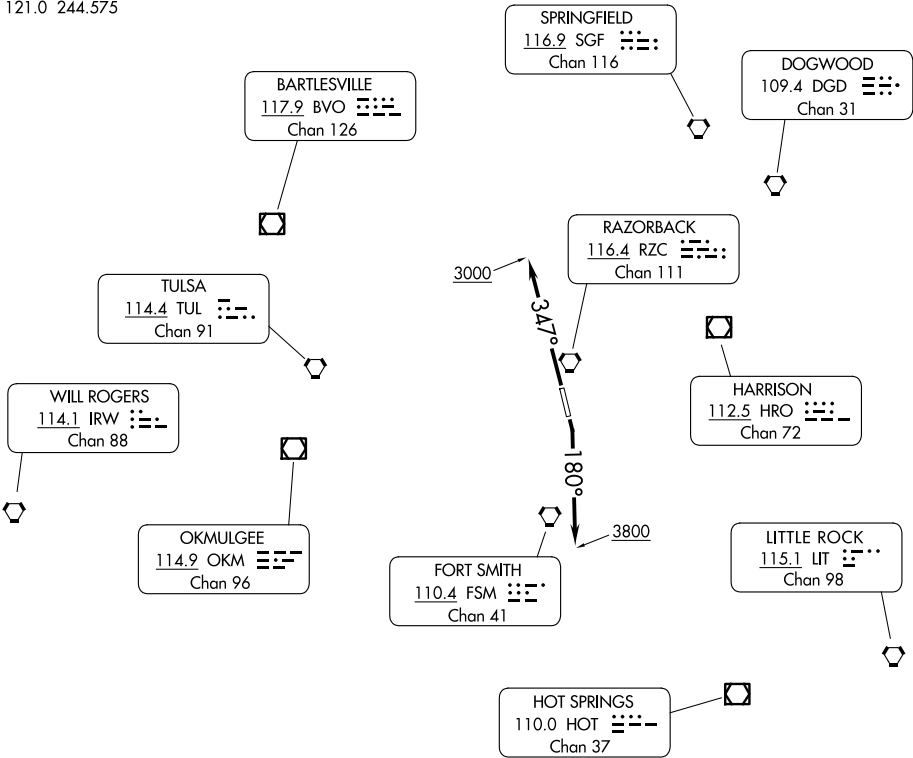 121.0 244.575
SPRINGFIELD
116.9 SGF
Chan 116
DOGWOOD
109.4 DGD
Chan 31
BARTLESVILLE
117.9 BVO
Chan 126
RAZORBACK
116.4 RZC
Chan 111
3000
347°
TULSA
114.4 TUL
Chan 91
WILL ROGERS
114.1 IRW
Chan 88
HARRISON
112.5 HRO
Chan 72
180°
3800
OKMULGEE
114.9 OKM
Chan 96
FORT SMITH
110.4 FSM
Chan 41
LITTLE ROCK
115.1 LIT
Chan 98
HOT SPRINGS
110.0 HOT
Chan 37